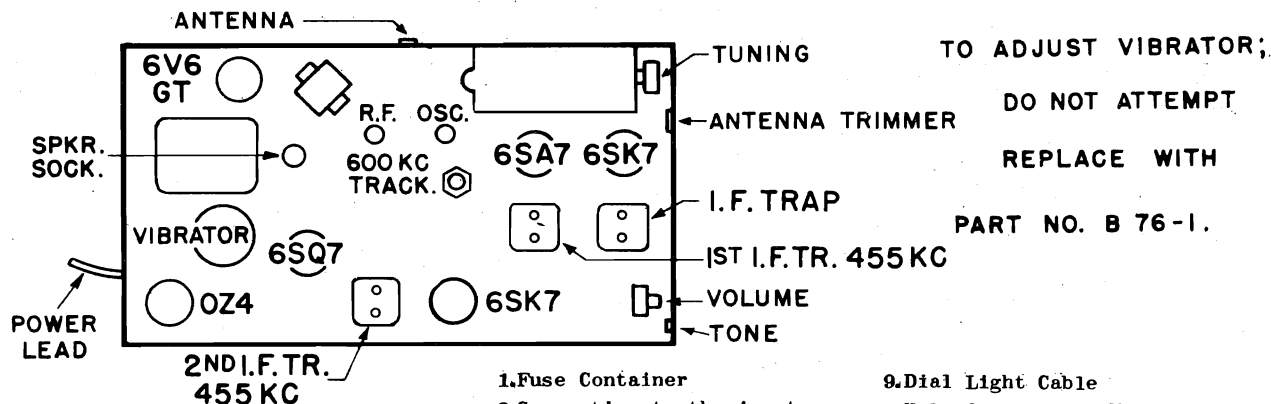 ANTENNA
6V6
GT
TUNING
TO ADJUST VIBRATOR;
DO NOT ATTEMPT
REPLACE WITH
PART NO. B 76-1.
R.F.
OSC.
ANTENNA TRIMMER
SPKR.
SOCK.
600 KC
TRACK.
6SA7
6SK7
I.F. TRAP
VIBRATOR
6SQ7
1ST I.F.TR. 455 KC
OZ4
6SK7
VOLUME
TONE
POWER
LEAD
2ND I.F. TR.
455 KC
1.Fuse Container
9.Dial Light Cable